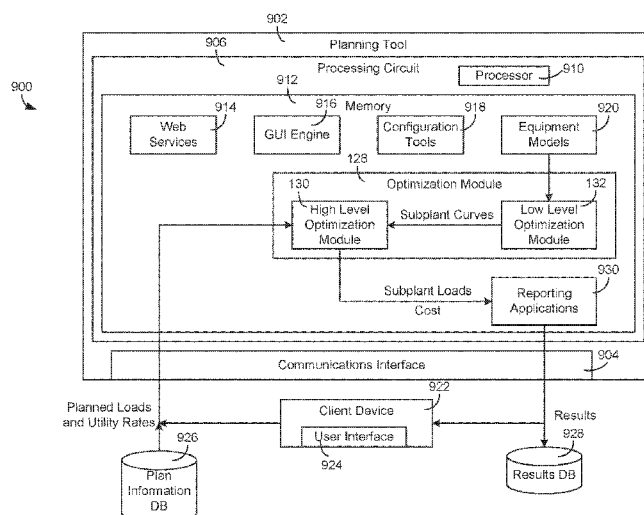 902
Planning Tool
906
Processing Circuit
Processor
910
900
912
Memory
914
916
918
920
Web
Services
GUI Engine
Configuration
Tools
Equipment
Models
128
Optimization Module
130
132
High Level
Optimization
Module
Subplant Curves
Low Level
Optimization
Module
930
Subplant Loads
Cost
Reporting
Applications
Communications Interface
904
922
Planned Loads
and Utility Rates
Client Device
User Interface
924
Results
926
928
Plan
Information
DB
Results DB